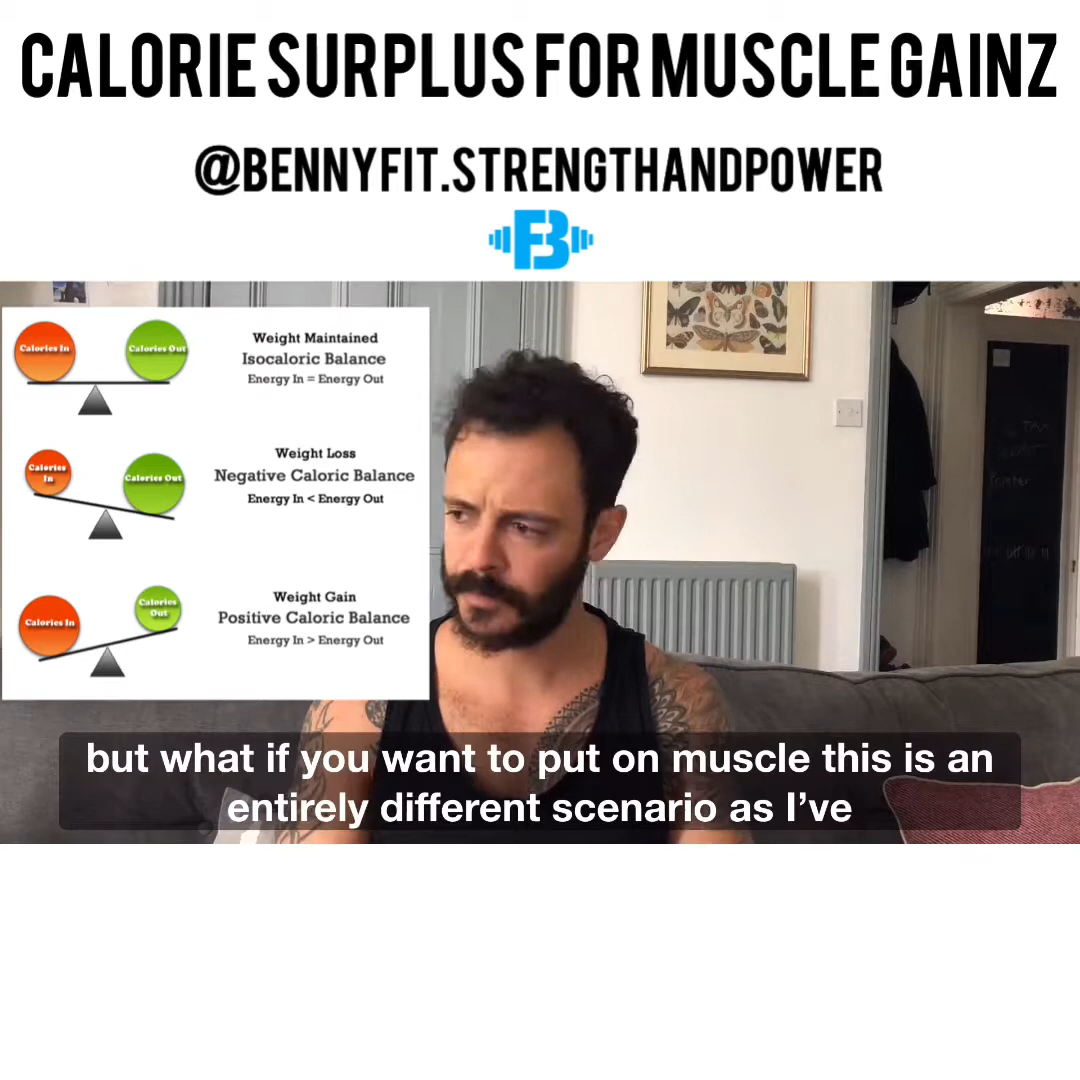 CALORIE SURPLUS FOR MUSCLE GAINZ
@BENNYFIT.STRENGTHANDPOWER
FB
Calories In
Calories Out
Weight Maintained
Isocaloric Balance
Energy In = Energy Out
Calories
In
Calories Out
Weight Loss
Negative Caloric Balance
Energy In < Energy Out
Calories In
Calories
Out
Weight Gain
Positive Caloric Balance
Energy In > Energy Out
TAX
but what if you want to put on muscle this is an
entirely different scenario as I’ve